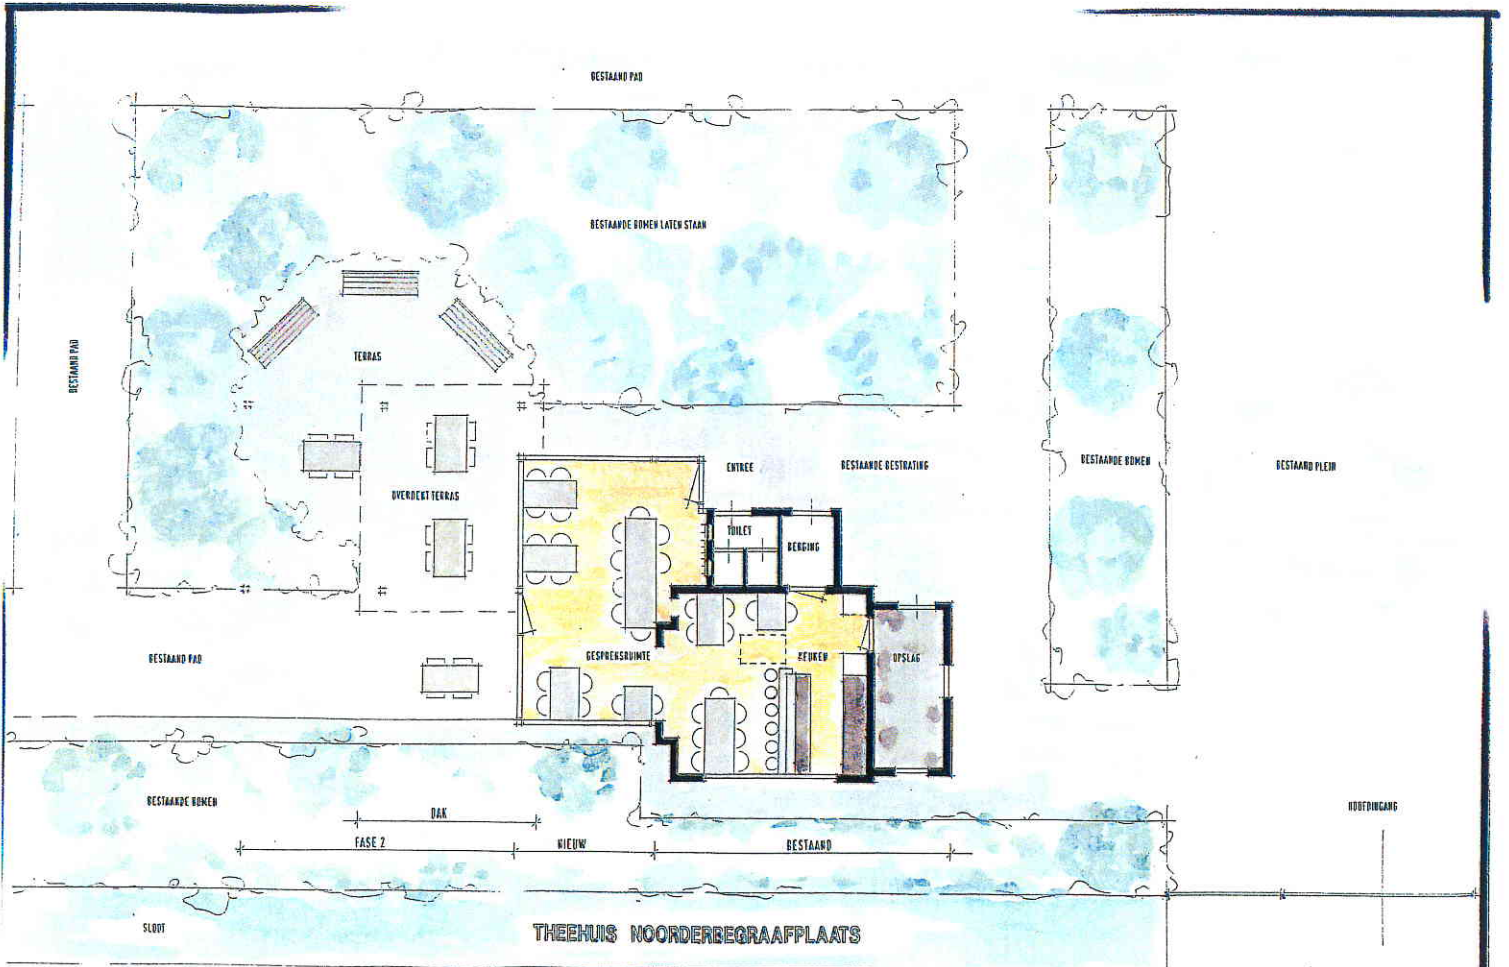 BESTAAND PAD
BESTAANDE BOMEN LATEN STAAN
BESTAAND PAD
TERRAS
ENTREE
BESTAANDE BESTRATING
BESTAANDE BOMEN
BESTAAND PLEIN
OVERDEKT TERRAS
TOILET
BERGING
BESTAAND PAD
GESPREKSRUIMTE
KEUKEN
OPSLAG
BESTAANDE BOMEN
HOOFDINGANG
DAK
FASE 2
NIEUW
BESTAAND
SLOOT
THEEHUIS NOORDERBEGRAAFPLAATS